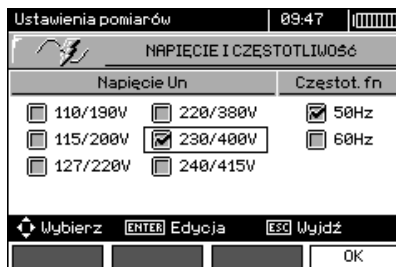 Ustawienia pomiarów 09:47
NAPIĘCIE I CZĘSTOTLIWOŚĆ
Napięcie Un Częstot. fn
110/190V 220/380V 50Hz
115/200V 230/400V 60Hz
127/220V 240/415V
Wybierz ENTER Edycja ESC Wyjdź
OK